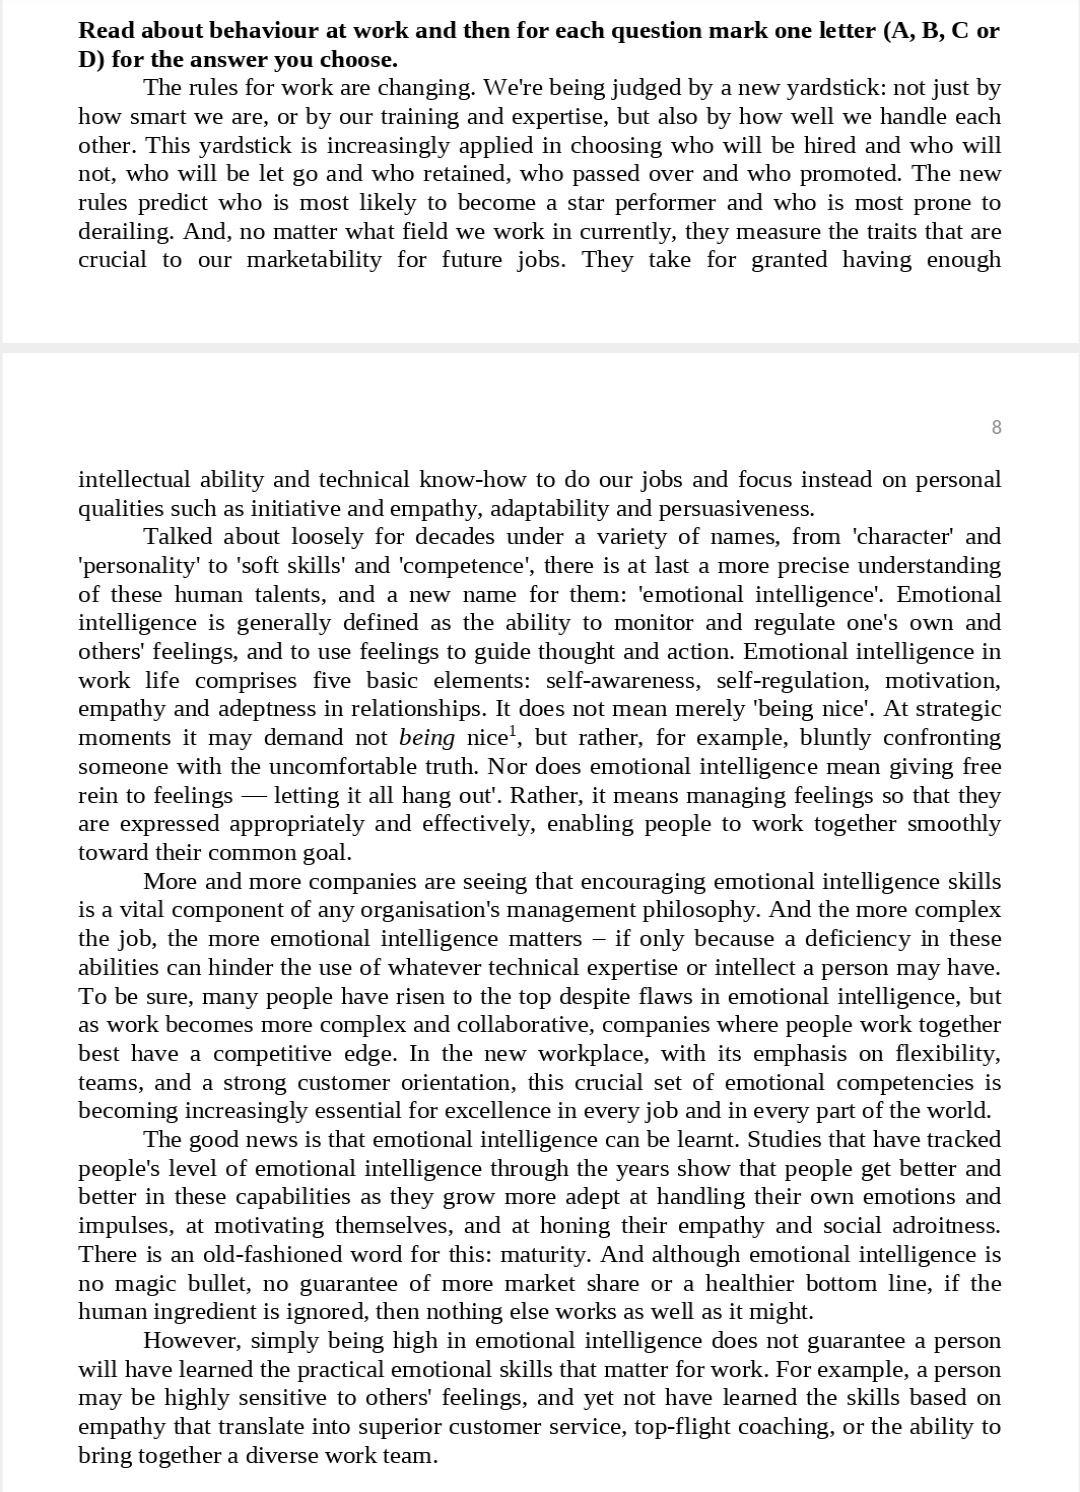 Read about behaviour at work and then for each question mark one letter (A, B, C or
D) for the answer you choose.
The rules for work are changing. We're being judged by a new yardstick: not just by
how smart we are, or by our training and expertise, but also by how well we handle each
other. This yardstick is increasingly applied in choosing who will be hired and who will
not, who will be let go and who retained, who passed over and who promoted. The new
rules predict who is most likely to become a star performer and who is most prone to
derailing. And, no matter what field we work in currently, they measure the traits that are
crucial to our marketability for future jobs. They take for granted having enough
8
intellectual ability and technical know-how to do our jobs and focus instead on personal
qualities such as initiative and empathy, adaptability and persuasiveness.
Talked about loosely for decades under a variety of names, from 'character' and
'personality' to 'soft skills' and 'competence', there is at last a more precise understanding
of these human talents, and a new name for them: 'emotional intelligence'. Emotional
intelligence is generally defined as the ability to monitor and regulate one's own and
others' feelings, and to use feelings to guide thought and action. Emotional intelligence in
work life comprises five basic elements: self-awareness, self-regulation, motivation,
empathy and adeptness in relationships. It does not mean merely 'being nice'. At strategic
moments it may demand not being nice¹, but rather, for example, bluntly confronting
someone with the uncomfortable truth. Nor does emotional intelligence mean giving free
rein to feelings — letting it all hang out'. Rather, it means managing feelings so that they
are expressed appropriately and effectively, enabling people to work together smoothly
toward their common goal.
More and more companies are seeing that encouraging emotional intelligence skills
is a vital component of any organisation's management philosophy. And the more complex
the job, the more emotional intelligence matters – if only because a deficiency in these
abilities can hinder the use of whatever technical expertise or intellect a person may have.
To be sure, many people have risen to the top despite flaws in emotional intelligence, but
as work becomes more complex and collaborative, companies where people work together
best have a competitive edge. In the new workplace, with its emphasis on flexibility,
teams, and a strong customer orientation, this crucial set of emotional competencies is
becoming increasingly essential for excellence in every job and in every part of the world.
The good news is that emotional intelligence can be learnt. Studies that have tracked
people's level of emotional intelligence through the years show that people get better and
better in these capabilities as they grow more adept at handling their own emotions and
impulses, at motivating themselves, and at honing their empathy and social adroitness.
There is an old-fashioned word for this: maturity. And although emotional intelligence is
no magic bullet, no guarantee of more market share or a healthier bottom line, if the
human ingredient is ignored, then nothing else works as well as it might.
However, simply being high in emotional intelligence does not guarantee a person
will have learned the practical emotional skills that matter for work. For example, a person
may be highly sensitive to others' feelings, and yet not have learned the skills based on
empathy that translate into superior customer service, top-flight coaching, or the ability to
bring together a diverse work team.